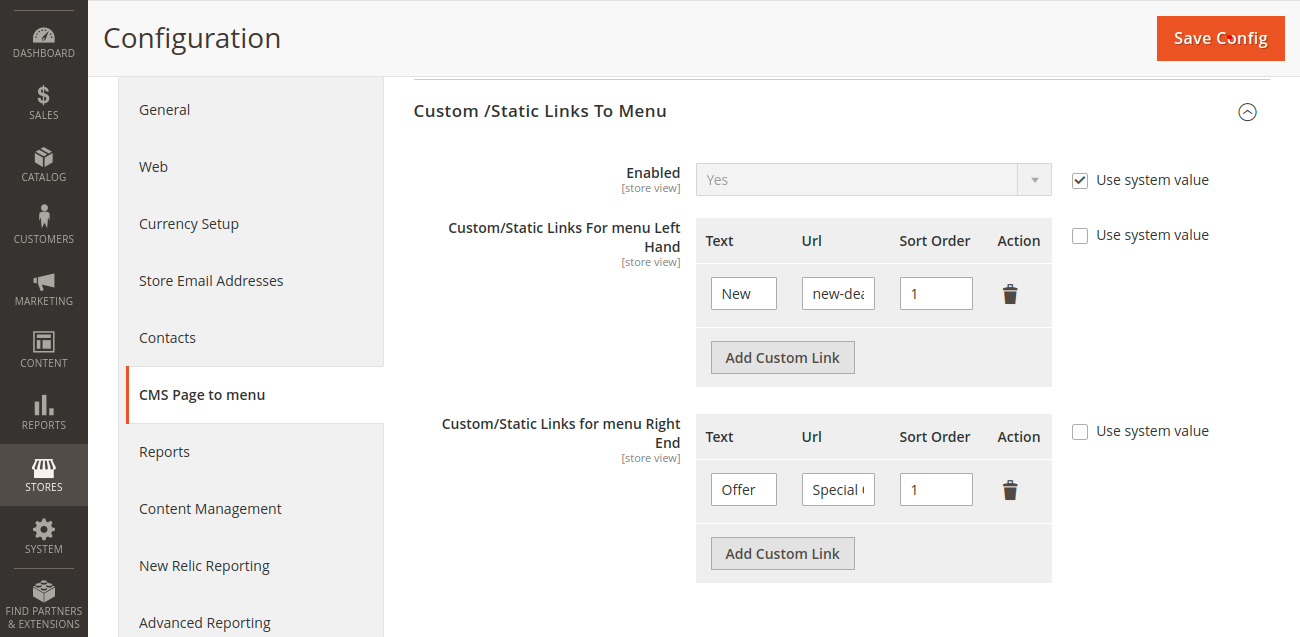 Configuration
Save Config
DASHBOARD
$
SALES
CATALOG
CUSTOMERS
MARKETING
CONTENT
REPORTS
STORES
SYSTEM
FIND PARTNERS
& EXTENSIONS
General
Web
Currency Setup
Store Email Addresses
Contacts
CMS Page to menu
Reports
Content Management
New Relic Reporting
Advanced Reporting
Custom /Static Links To Menu
Enabled
[store view]
Yes
Use system value
Custom/Static Links For menu Left
Hand
[store view]
Text Url Sort Order Action
New new-dea 1
Add Custom Link
Use system value
Custom/Static Links for menu Right
End
[store view]
Text Url Sort Order Action
Offer Special 1
Add Custom Link
Use system value